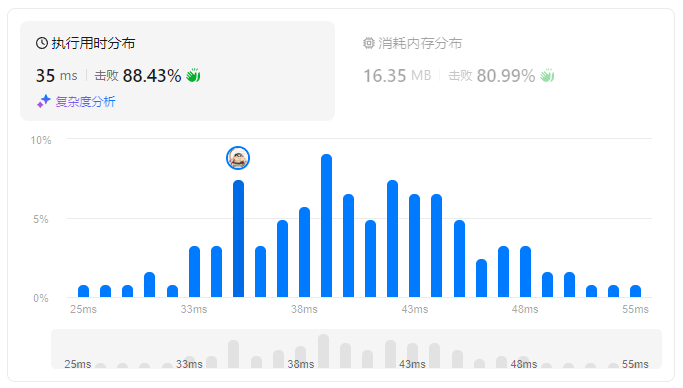 执行用时分布
消耗内存分布
35 ms | 击败 88.43%
16.35 MB | 击败 80.99%
复杂度分析
10%
5%
0%
25ms 33ms 38ms 43ms 48ms 55ms
25ms 33ms 38ms 43ms 48ms 55ms